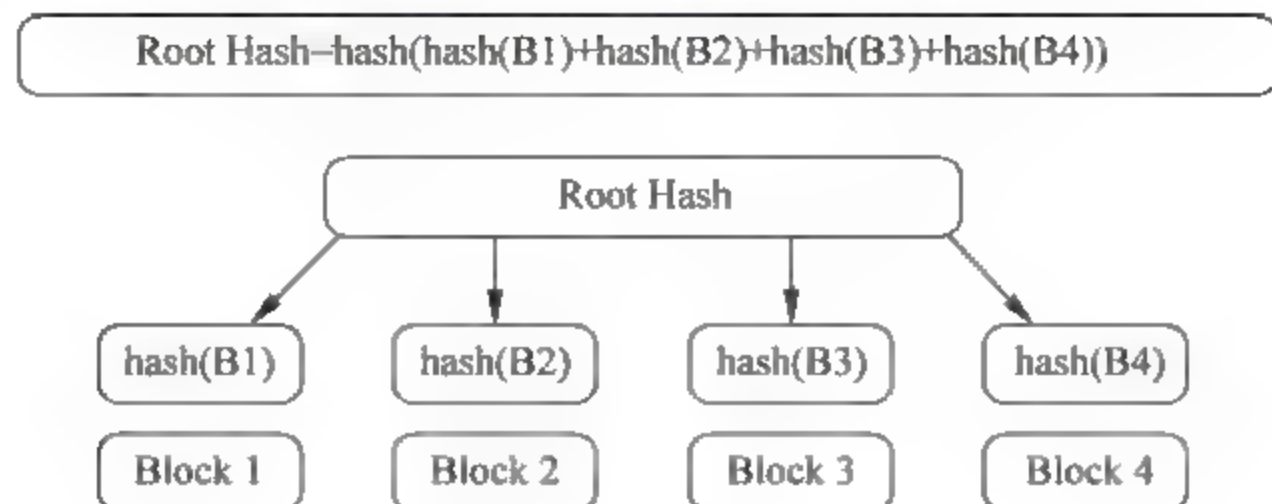 Root Hash=hash(hash(B1)+hash(B2)+hash(B3)+hash(B4))
Root Hash
hash(B1) hash(B2) hash(B3) hash(B4)
Block 1 Block 2 Block 3 Block 4